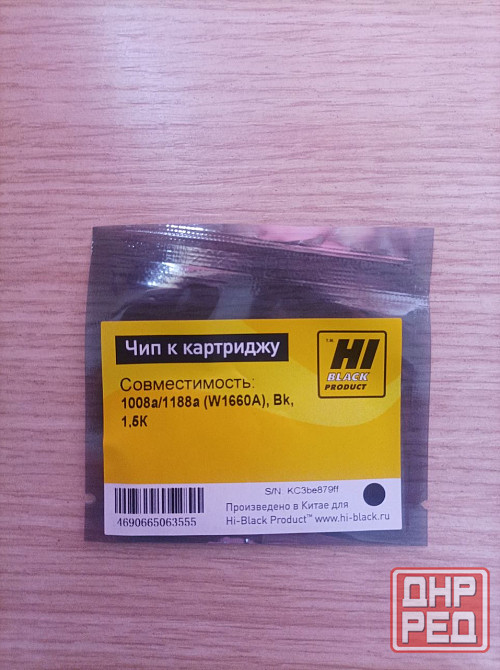 Чип к картриджу
Совместимость:
1008a/1188a (W1660A), Bk,
1,5K
T.M.
HI
BLACK
PRODUCT
S/N KC3be879ff
Произведено в Китае для
Hi-Black Product™ www.hi-black.ru
4690665063555
ДНР
РЕД